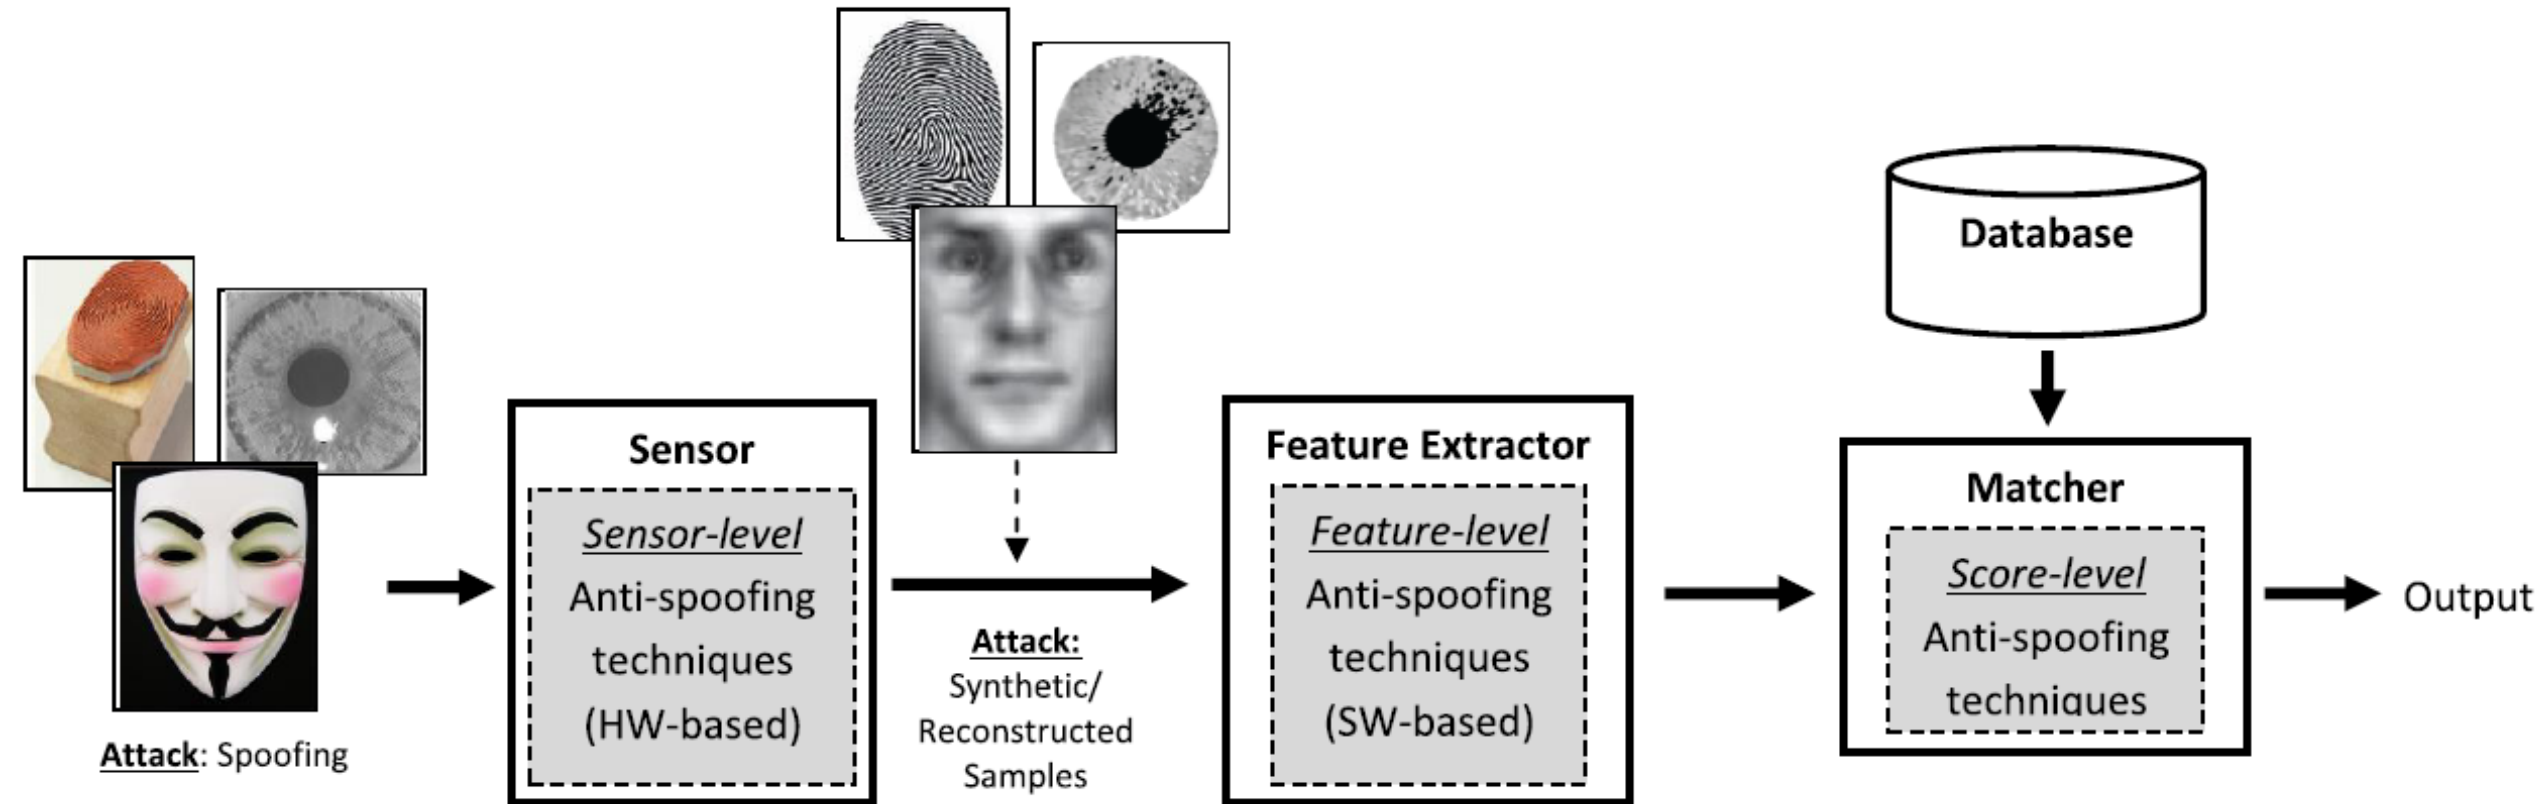 Attack: Spoofing
Sensor
Sensor-level
Anti-spoofing
techniques
(HW-based)
Attack:
Synthetic/
Reconstructed
Samples
Feature Extractor
Feature-level
Anti-spoofing
techniques
(SW-based)
Database
Matcher
Score-level
Anti-spoofing
techniques
Output